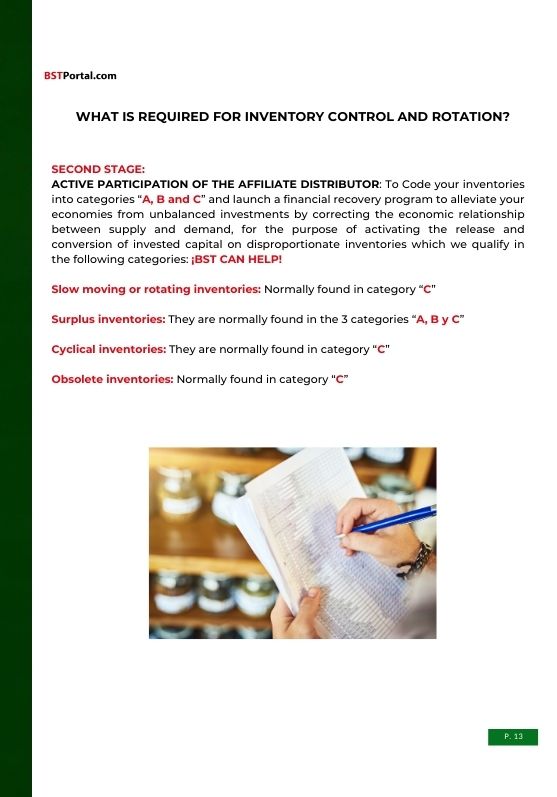 BSTPortal.com
WHAT IS REQUIRED FOR INVENTORY CONTROL AND ROTATION?
SECOND STAGE:
ACTIVE PARTICIPATION OF THE AFFILIATE DISTRIBUTOR: To Code your inventories
into categories “A, B and C” and launch a financial recovery program to alleviate your
economies from unbalanced investments by correcting the economic relationship
between supply and demand, for the purpose of activating the release and
conversion of invested capital on disproportionate inventories which we qualify in
the following categories: ¡BST CAN HELP!
Slow moving or rotating inventories: Normally found in category “C”
Surplus inventories: They are normally found in the 3 categories “A, B y C”
Cyclical inventories: They are normally found in category “C”
Obsolete inventories: Normally found in category “C”
P. 13